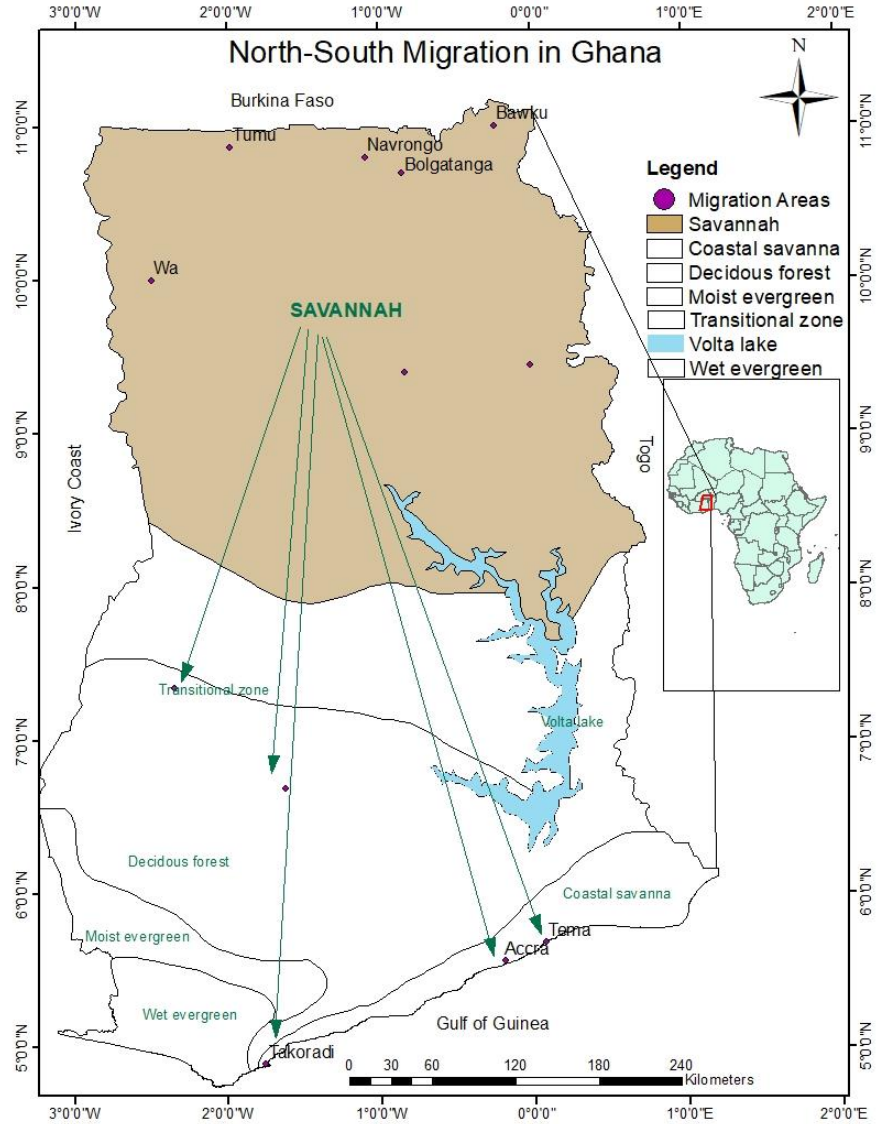 3°0'0"W 2°0'0"W 1°0'0"W 0°0'0" 1°0'0"E 2°0'0"E
North-South Migration in Ghana
N
Burkina Faso
Bawku
Tumu
Navrongo
Bolgatanga
Wa
SAVANNAH
Legend
Migration Areas
Savannah
Coastal savanna
Decidous forest
Moist evergreen
Transitional zone
Volta lake
Wet evergreen
Ivory Coast
Togo
Transitional zone
Volta lake
Decidous forest
Coastal savanna
Moist evergreen
Toma
Accra
Wet evergreen
Gulf of Guinea
Takoradi
0 30 60 120 180 240
Kilometers
11°0'0"N
10°0'0"N
9°0'0"N
8°0'0"N
7°0'0"N
6°0'0"N
5°0'0"N
11°0'0"N
10°0'0"N
9°0'0"N
8°0'0"N
7°0'0"N
6°0'0"N
5°0'0"N
3°0'0"W 2°0'0"W 1°0'0"W 0°0'0" 1°0'0"E 2°0'0"E